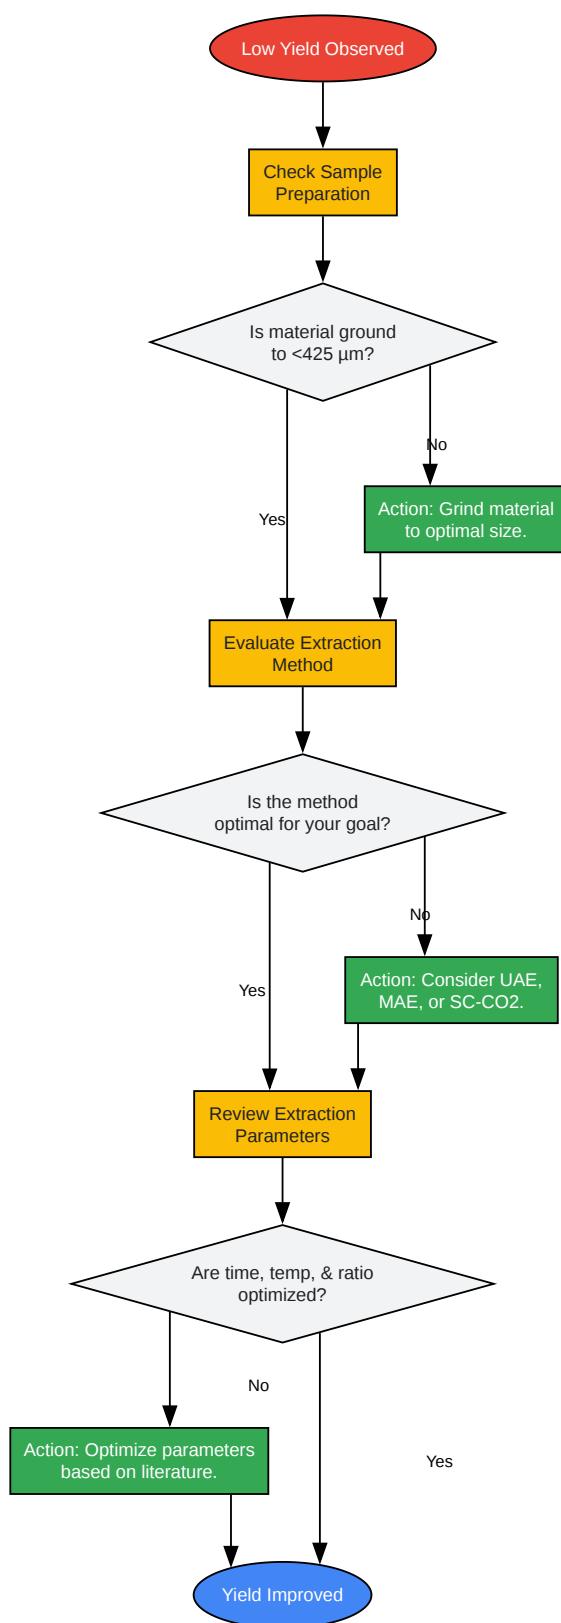 Low Yield Observed
Check Sample
Preparation
Is material ground
to <425 µm?
No
Action: Grind material
to optimal size.
Yes
Evaluate Extraction
Method
Is the method
optimal for your goal?
No
Action: Consider UAE,
MAE, or SC-CO2.
Yes
Review Extraction
Parameters
Are time, temp, & ratio
optimized?
No
Action: Optimize parameters
based on literature.
Yes
Yield Improved